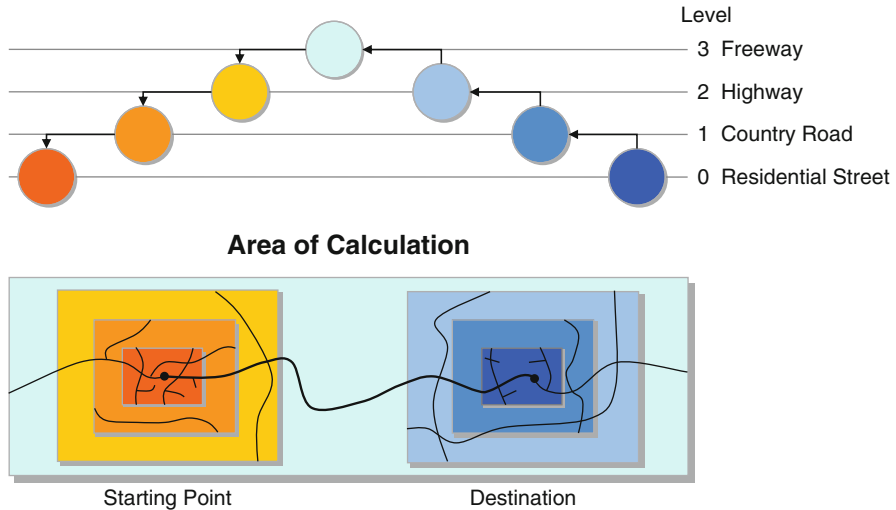 Level
3 Freeway
2 Highway
1 Country Road
0 Residential Street
Area of Calculation
Starting Point
Destination